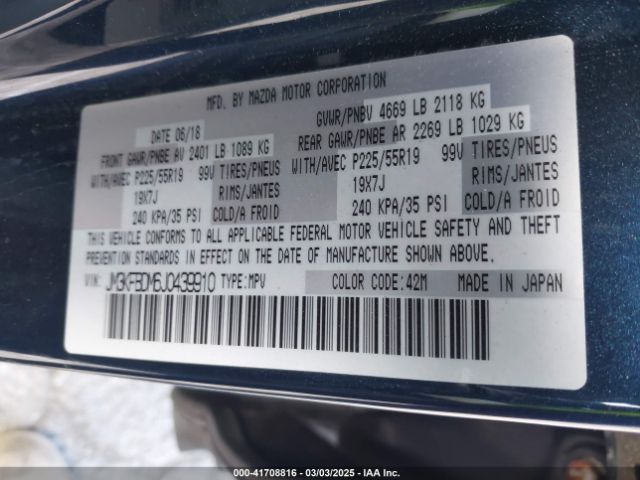 MFD. BY MAZDA MOTOR CORPORATION
DATE 06/18 GVWR/PNBV 4669 LB 2118 KG
FRONT GAWR/PNBE AV 2401 LB 1089 KG REAR GAWR/PNBE AR 2269 LB 1029 KG
WITH/AVEC P225/55R19 99V TIRES/PNEUS WITH/AVEC P225/55R19 99V TIRES/PNEUS
19X7J RIMS/JANTES 19X7J RIMS/JANTES
240 KPA/35 PSI COLD/A FROID 240 KPA/35 PSI COLD/A FROID
THIS VEHICLE CONFORMS TO ALL APPLICABLE FEDERAL MOTOR VEHICLE SAFETY AND THEFT
PREVENTION STANDARDS IN EFFECT ON THE DATE OF MANUFACTURE SHOWN ABOVE.
VIN: JM3KFBDM6J0439910 TYPE:MPV COLOR CODE:42M MADE IN JAPAN
000-41708816 - 03/03/2025 - IAA Inc.